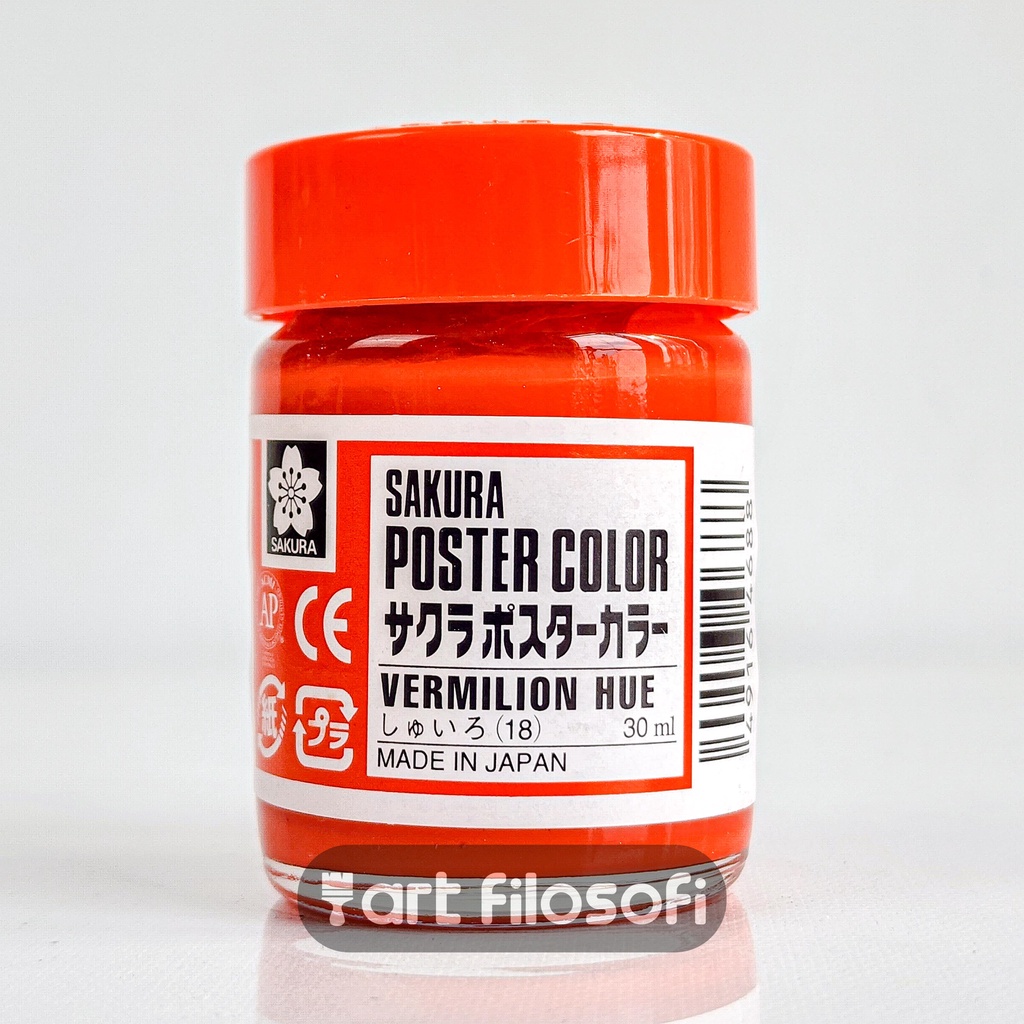 SAKURA
AP
CE
紙
プラ
SAKURA
POSTER COLOR
サクラポスターカラー
VERMILION HUE
しゅいろ(18) 30 ml
MADE IN JAPAN
art filosofi